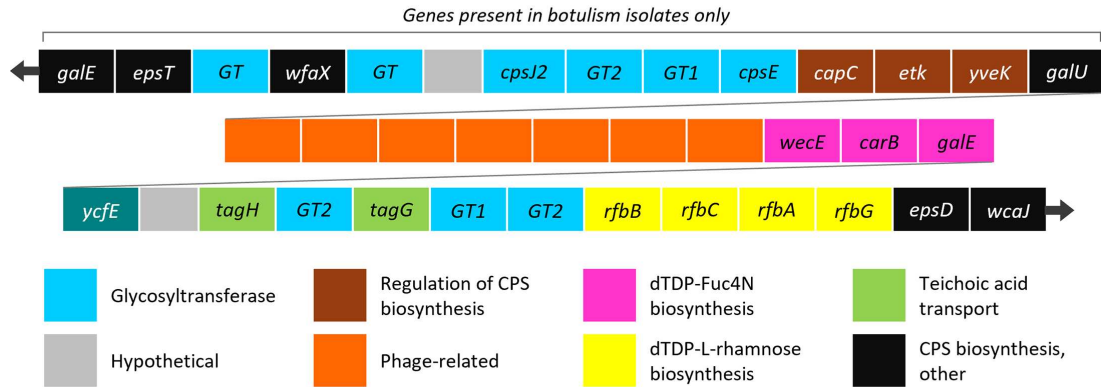 Genes present in botulism isolates only
galE epsT GT wfaX GT cpsJ2 GT2 GT1 cpsE capC etk yveK galU
wecE carB galE
ycfE tagH GT2 tagG GT1 GT2 rfbB rfbC rfbA rfbG epsD wcaJ
Glycosyltransferase
Regulation of CPS
biosynthesis
dTDP-Fuc4N
biosynthesis
Teichoic acid
transport
Hypothetical
Phage-related
dTDP-L-rhamnose
biosynthesis
CPS biosynthesis,
other